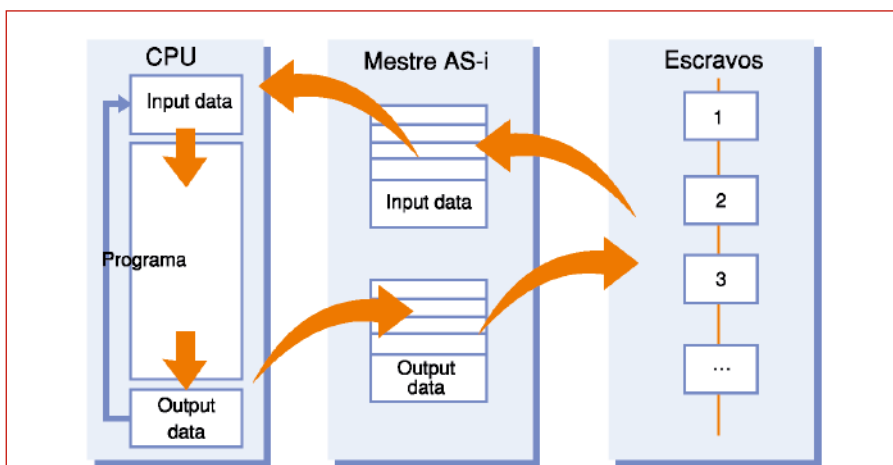 CPU
Input data
Programa
Output
data
Mestre AS-i
Input data
Output
data
Escravos
1
2
3
...